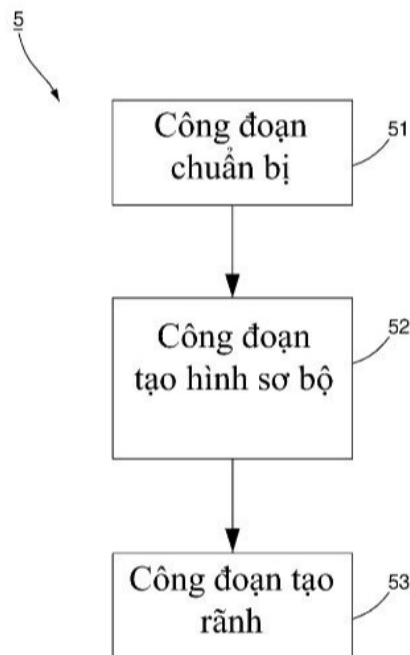 5
Công đoạn
chuẩn bị
51
Công đoạn
tạo hình sơ bộ
52
Công đoạn tạo
rãnh
53